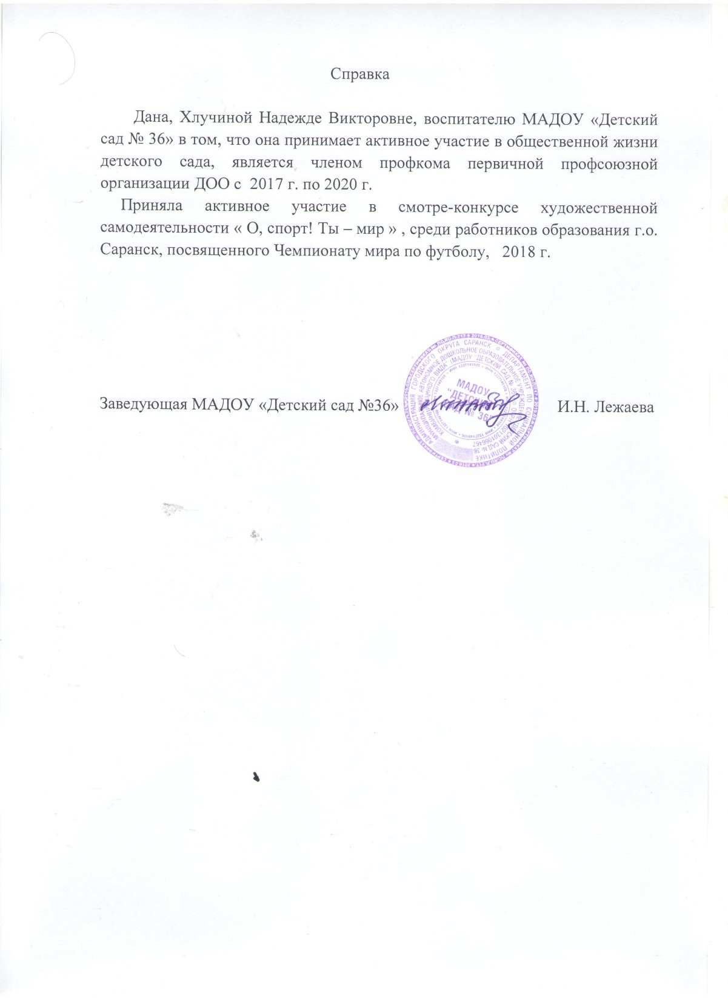 Справка
Дана, Хлучиной Надежде Викторовне, воспитателю МАДОУ «Детский
сад № 36» в том, что она принимает активное участие в общественной жизни
детского сада, является членом профкома первичной профсоюзной
организации ДОО с 2017 г. по 2020 г.
Приняла активное участие в смотре-конкурсе художественной
самодеятельности « О, спорт! Ты – мир » , среди работников образования г.о.
Саранск, посвященного Чемпионату мира по футболу, 2018 г.
Заведующая МАДОУ «Детский сад №36»
И.Н. Лежаева
АДМИНИСТРАЦИЯ ГОРОДСКОГО ОКРУГА САРАНСК * ДЕПАРТАМЕНТ ПО СОЦИАЛЬНОЙ ПОЛИТИКЕ
МУНИЦИПАЛЬНОЕ АВТОНОМНОЕ ДОШКОЛЬНОЕ ОБРАЗОВАТЕЛЬНОЕ УЧРЕЖДЕНИЕ
КОМБИНИРОВАННОГО ВИДА" (МАДОУ "ДЕТСКИЙ САД № 36")
МАДОУ
"ДЕТСКИЙ
САД № 36"